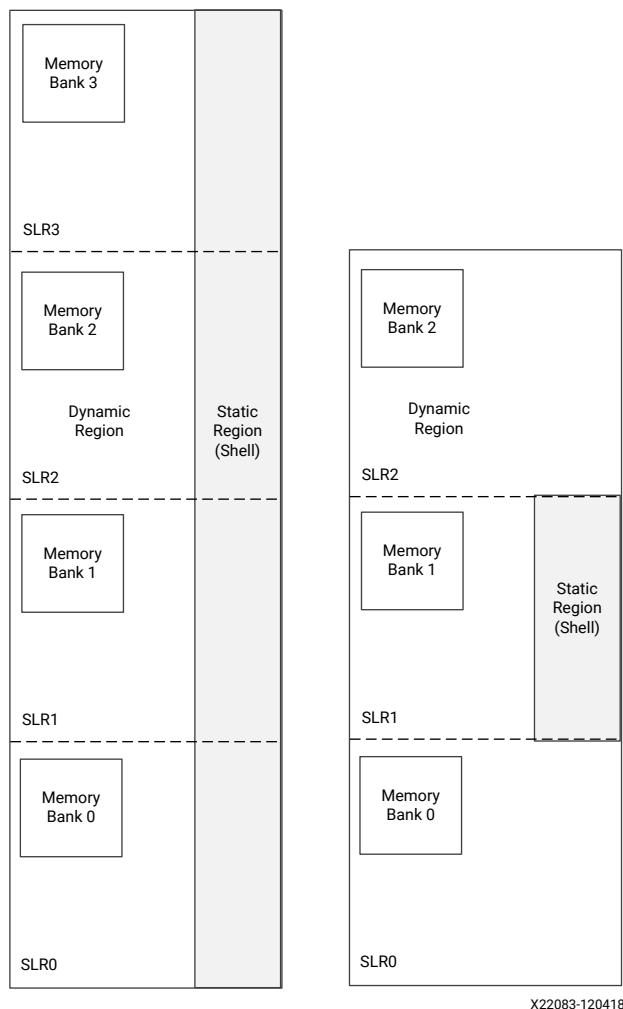 Memory
Bank 3
SLR3
Memory
Bank 2
Dynamic
Region
Static
Region
(Shell)
SLR2
Memory
Bank 1
SLR1
Memory
Bank 0
SLR0
Memory
Bank 2
Dynamic
Region
SLR2
Memory
Bank 1
Static
Region
(Shell)
SLR1
Memory
Bank 0
SLR0
X22083-120418